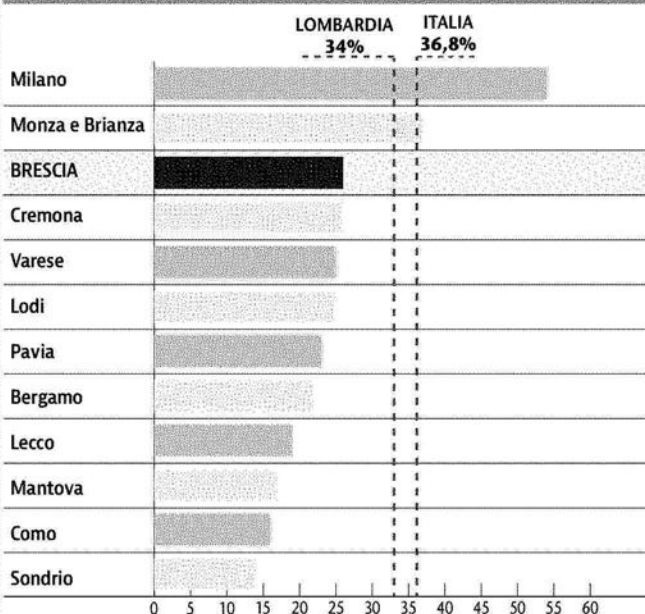 LOMBARDIA
34%
ITALIA
36,8%
Milano
Monza e Brianza
BRESCIA
Cremona
Varese
Lodi
Pavia
Bergamo
Lecco
Mantova
Como
Sondrio
0 5 10 15 20 25 30 35 40 45 50 55 60